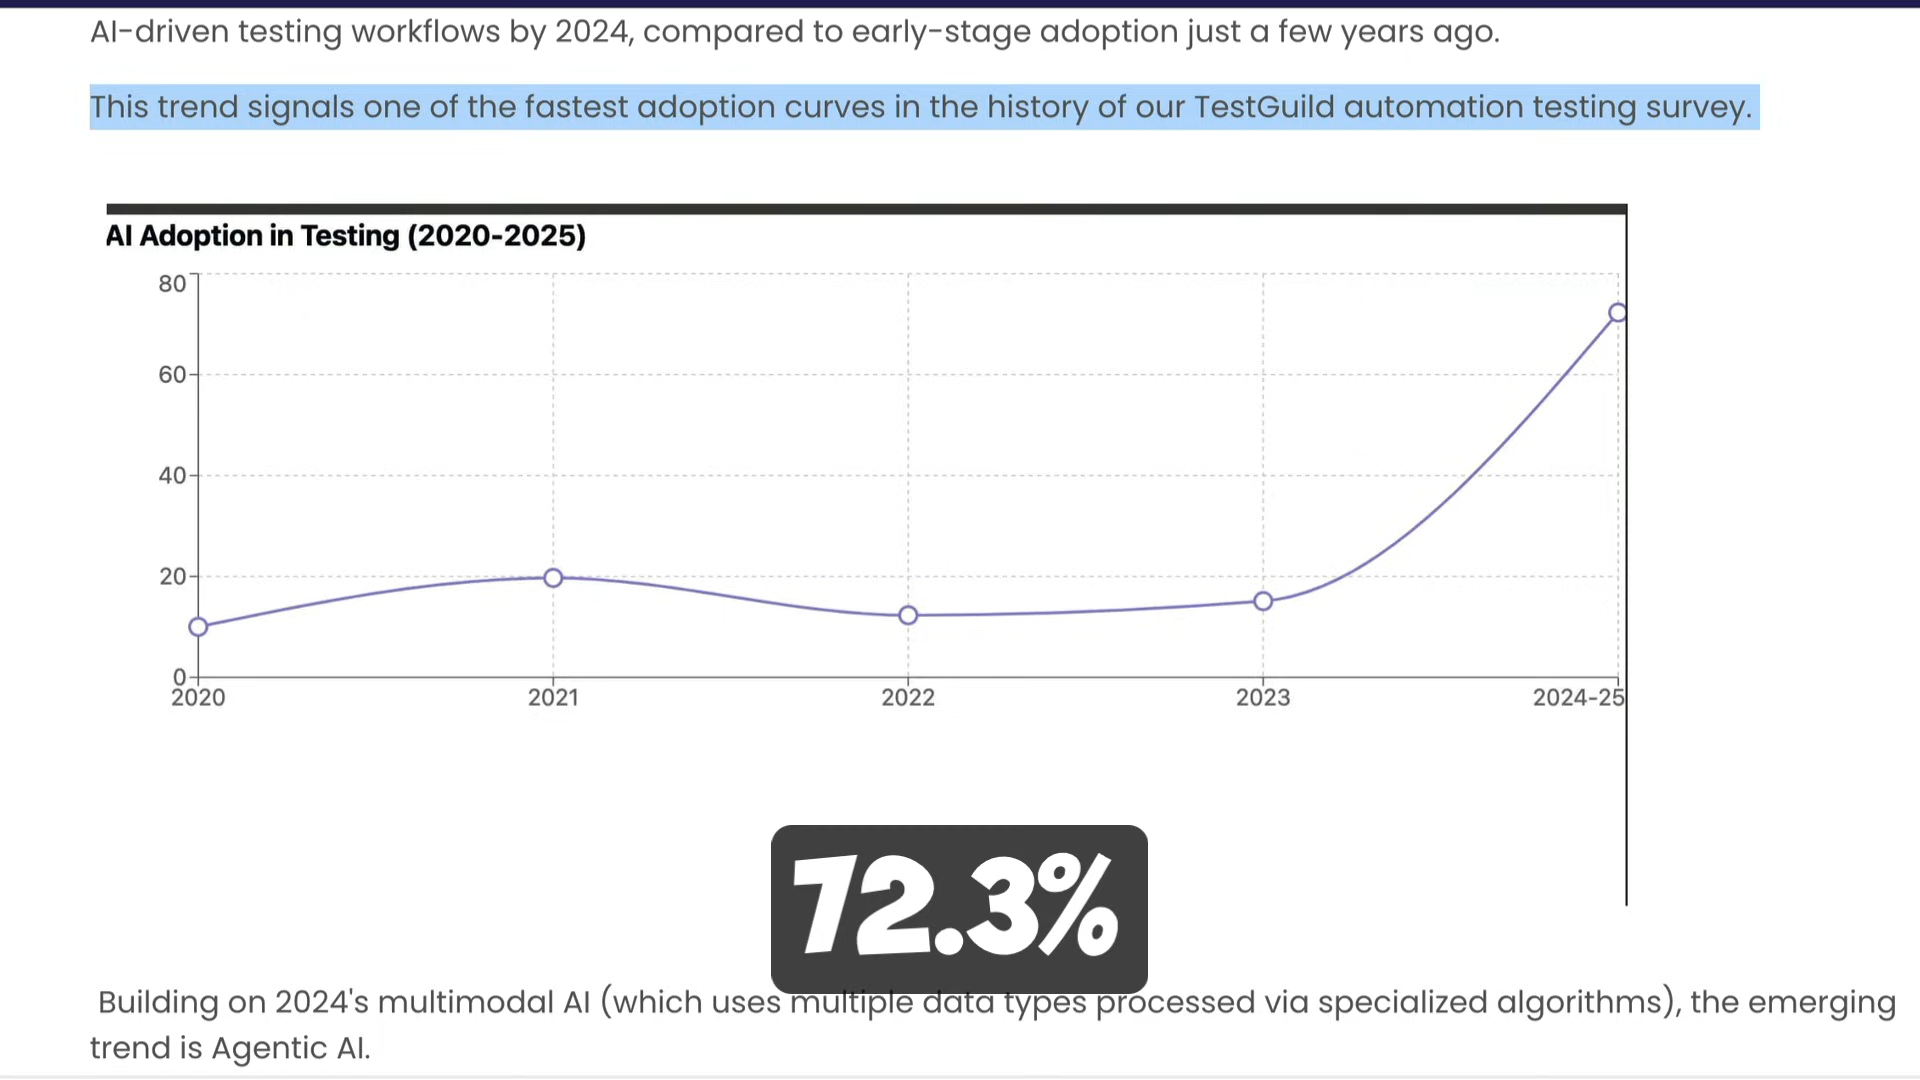 AI-driven testing workflows by 2024, compared to early-stage adoption just a few years ago.
This trend signals one of the fastest adoption curves in the history of our TestGuild automation testing survey.
AI Adoption in Testing (2020-2025)
80
60
40
20
0
2020 2021 2022 2023 2024-25
72.3%
Building on 2024's multimodal AI (which uses multiple data types processed via specialized algorithms), the emerging
trend is Agentic AI.